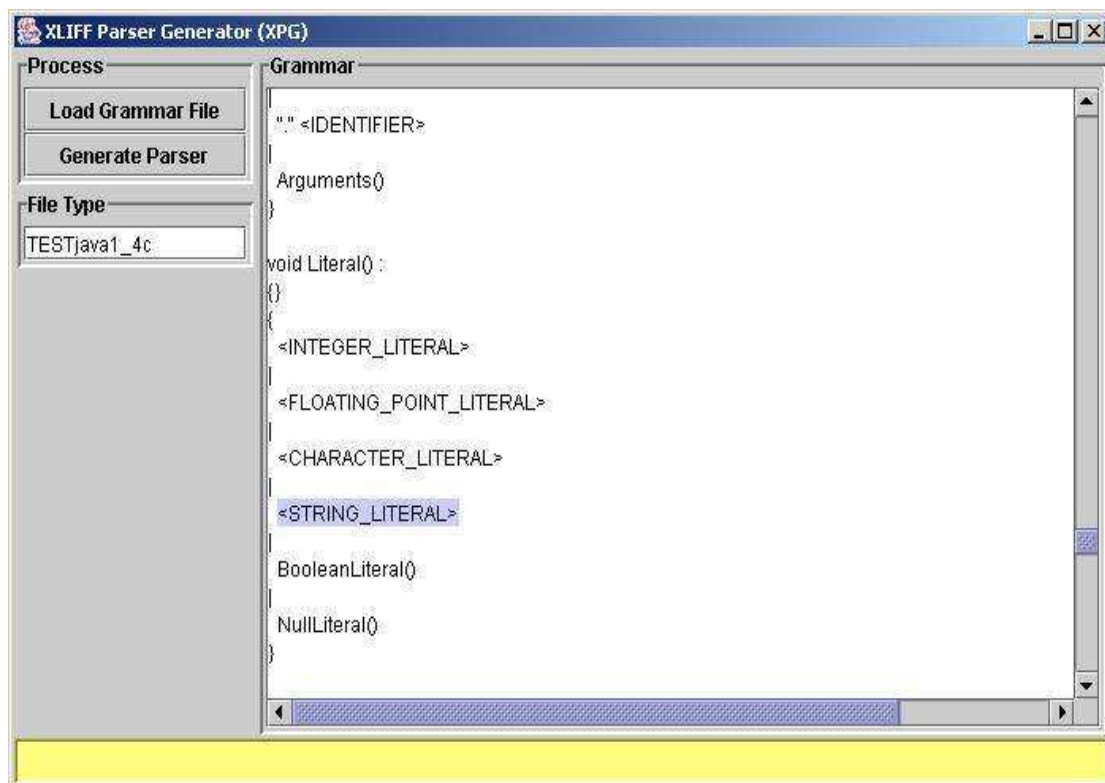 XLIFF Parser Generator (XPG)
Process
Load Grammar File
Generate Parser
File Type
TESTjava1_4c
Grammar
|
"." <IDENTIFIER>
|
Arguments()
}
void Literal() :
{}
{
<INTEGER_LITERAL>
|
<FLOATING_POINT_LITERAL>
|
<CHARACTER_LITERAL>
|
<STRING_LITERAL>
|
BooleanLiteral()
|
NullLiteral()
}